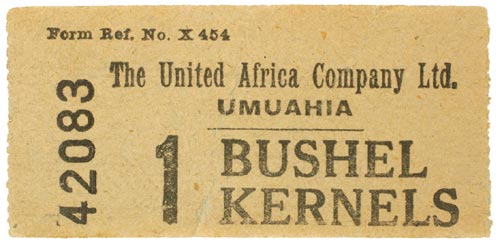 Form Ref. No. X 454
42083
The United Africa Company Ltd.
UMUAHIA
1 BUSHEL
KERNELS